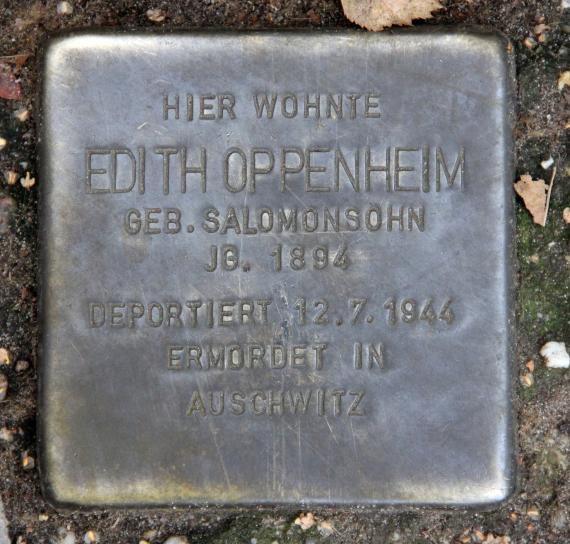 HIER WOHNTE
EDITH OPPENHEIM
GEB. SALOMONSOHN
JG. 1894
DEPORTIERT 12.7.1944
ERMORDET IN
AUSCHWITZ